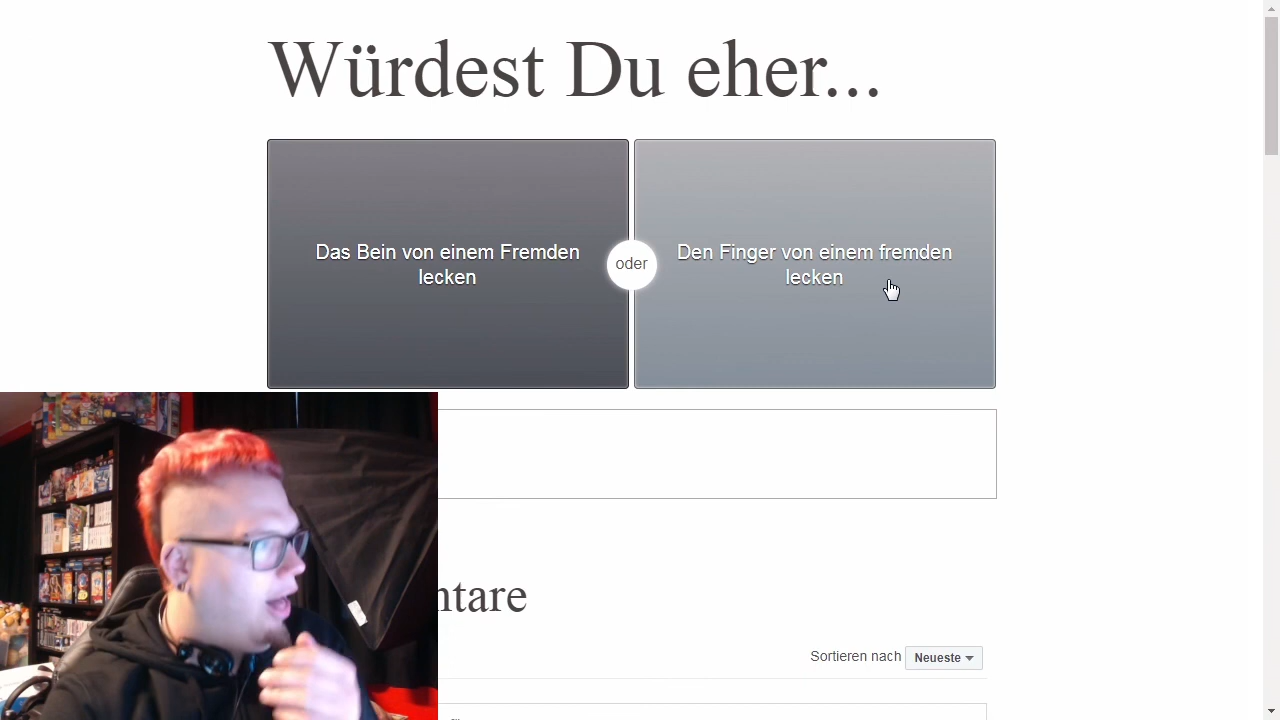 Würdest Du eher...
Das Bein von einem Fremden
lecken
oder
Den Finger von einem fremden
lecken
ntare
Sortieren nach Neueste